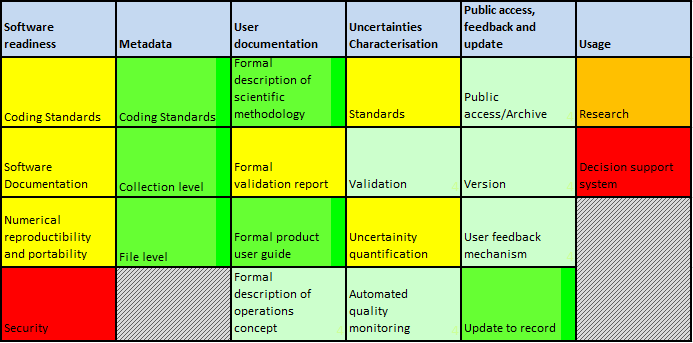 Software
readiness
Metadata
User
documentation
Uncertainties
Characterisation
Public access,
feedback and
update
Usage
Coding Standards
Coding Standards
Formal
description of
scientific
methodology
Standards
Public
access/Archive
Research
Software
Documentation
Collection level
Formal
validation report
Validation
Version
Decision support
system
Numerical
reproducibility
and portability
File level
Formal product
user guide
Uncertainity
quantification
User feedback
mechanism
Security
Formal
description of
operations
concept
Automated
quality
monitoring
Update to record